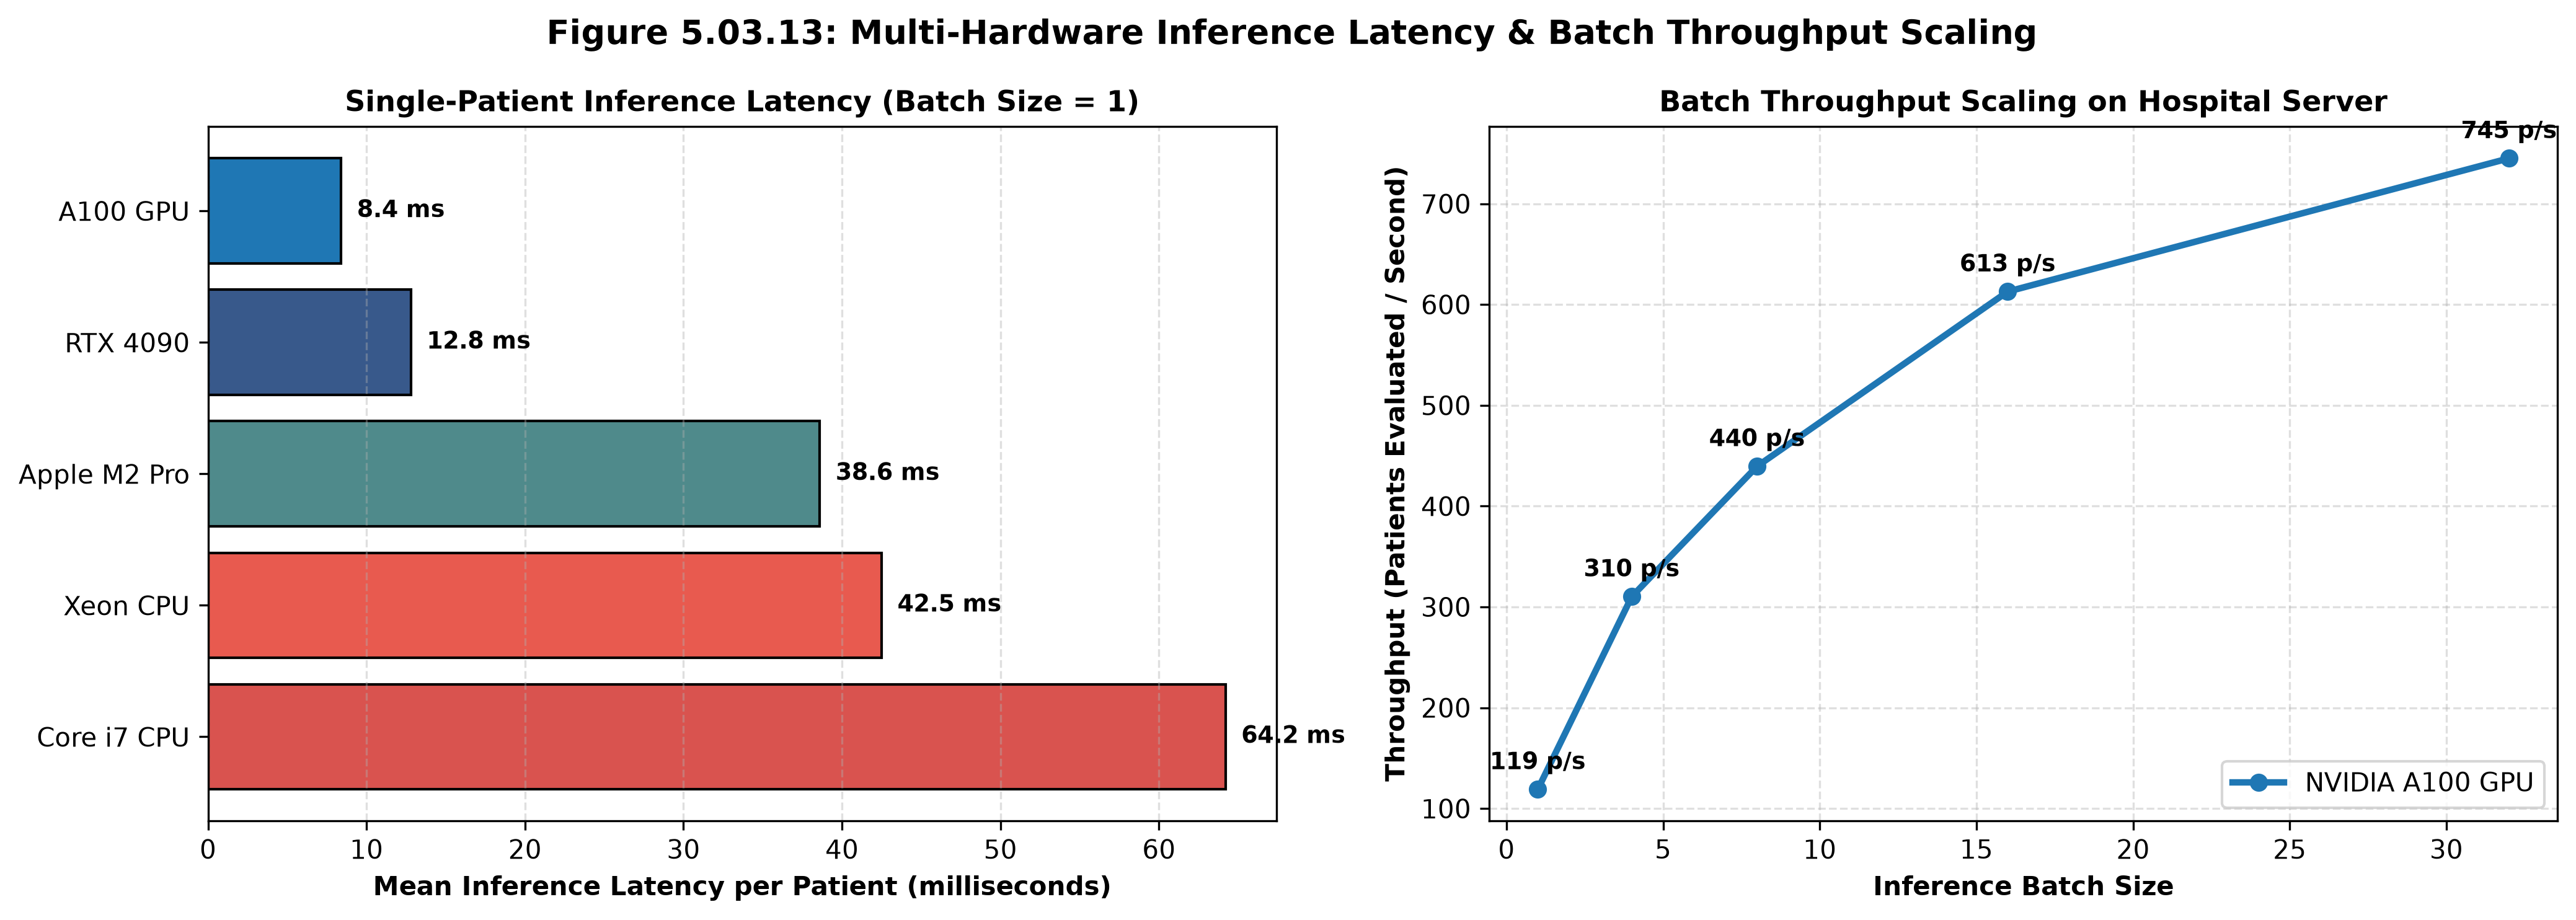 Figure 5.03.13: Multi-Hardware Inference Latency & Batch Throughput Scaling
Single-Patient Inference Latency (Batch Size = 1)
A100 GPU
8.4 ms
RTX 4090
12.8 ms
Apple M2 Pro
38.6 ms
Xeon CPU
42.5 ms
Core i7 CPU
64.2 ms
0 10 20 30 40 50 60
Mean Inference Latency per Patient (milliseconds)
Batch Throughput Scaling on Hospital Server
Throughput (Patients Evaluated / Second)
700
600
500
400
300
200
100
745 p/s
613 p/s
440 p/s
310 p/s
119 p/s
NVIDIA A100 GPU
0 5 10 15 20 25 30
Inference Batch Size